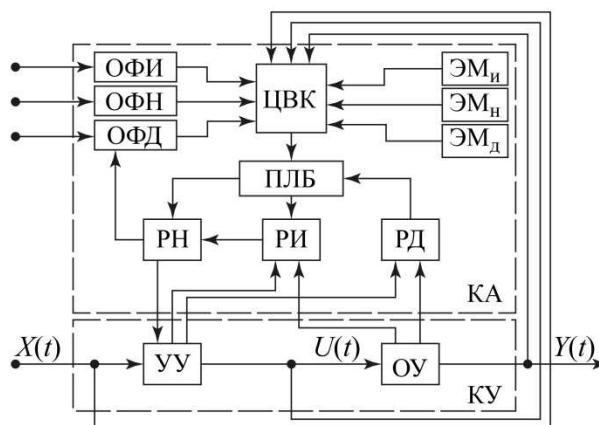 ОФИ
ОФН
ОФД
ЦВК
ЭМи
ЭМн
ЭМд
ПЛБ
РН
РИ
РД
КА
X(t)
УУ
U(t)
ОУ
Y(t)
КУ